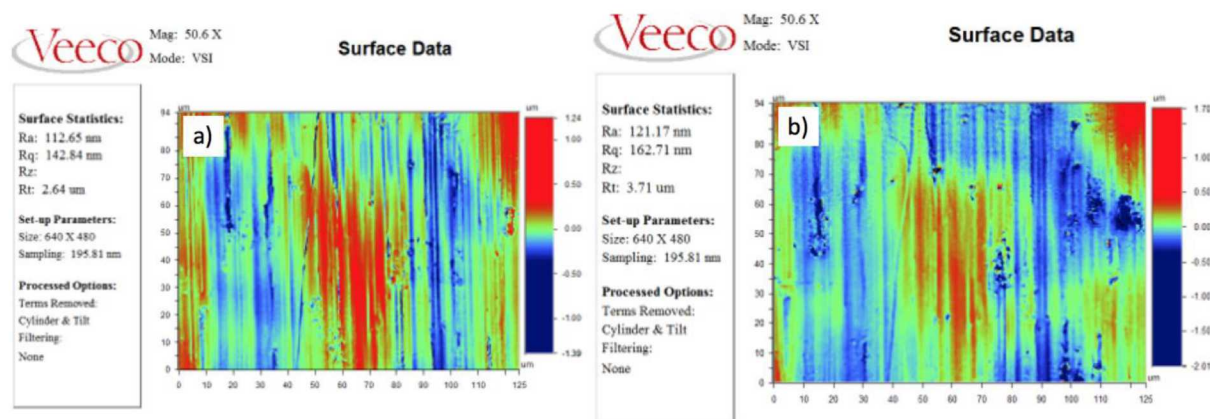 Veeco
Mag: 50.6 X
Mode: VSI
Surface Data
Surface Statistics:
Ra: 112.65 nm
Rq: 142.84 nm
Rz:
Rt: 2.64 um
Set-up Parameters:
Size: 640 X 480
Sampling: 195.81 nm
Processed Options:
Terms Removed:
Cylinder & Tilt
Filtering:
None
a)
um
94
80
70
60
50
40
30
20
10
0
0 10 20 30 40 50 60 70 80 90 100 110 125
um
um
1.24
0.50
0.00
-0.50
-1.00
-1.39
Veeco
Mag: 50.6 X
Mode: VSI
Surface Data
Surface Statistics:
Ra: 121.17 nm
Rq: 162.71 nm
Rz:
Rt: 3.71 um
Set-up Parameters:
Size: 640 X 480
Sampling: 195.81 nm
Processed Options:
Terms Removed:
Cylinder & Tilt
Filtering:
None
b)
um
94
80
70
60
50
40
30
20
10
0
0 10 20 30 40 50 60 70 80 90 100 110 125
um
um
1.70
1.00
0.50
0.00
-0.50
-1.00
-1.50
-2.01